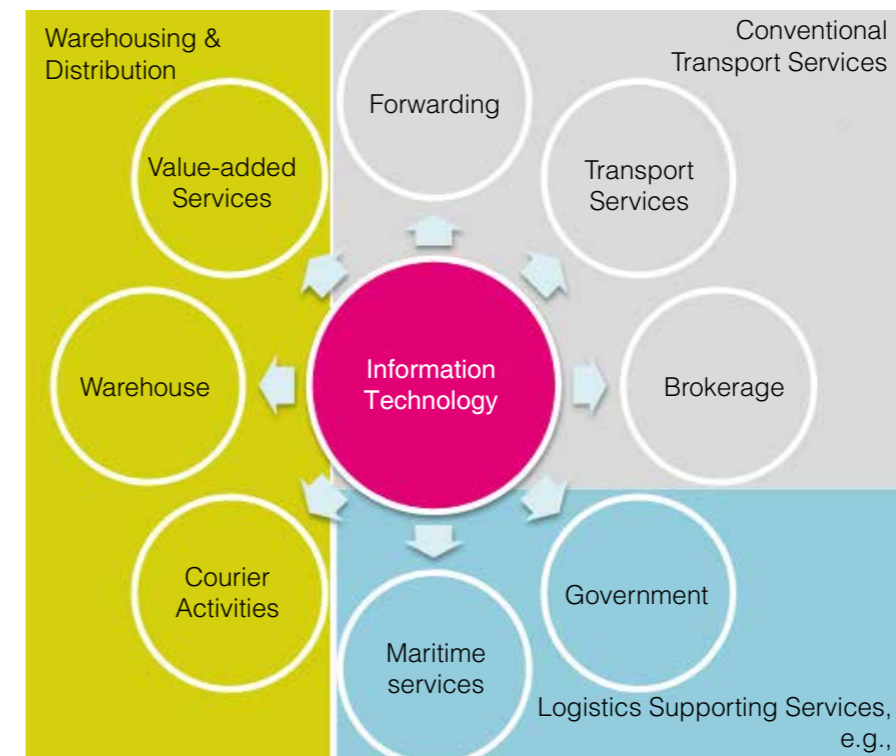 Warehousing &
Distribution
Conventional
Transport Services
Forwarding
Value-added
Services
Transport
Services
Information
Technology
Warehouse
Brokerage
Courier
Activities
Government
Maritime
services
Logistics Supporting Services,
e.g.,